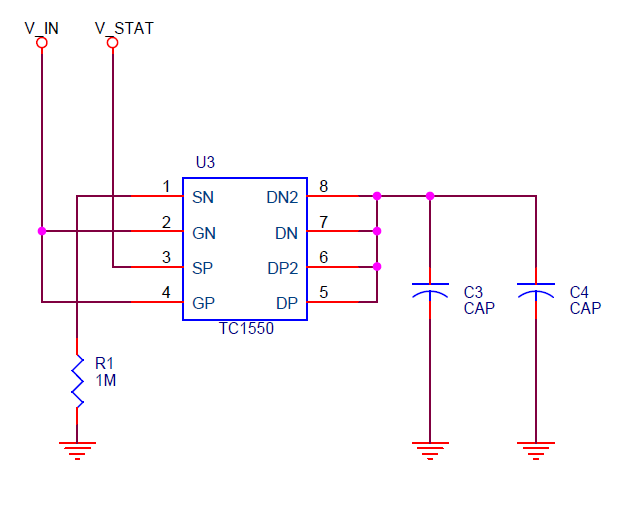 V_IN
V_STAT
U3
1
SN
DN2
8
2
GN
DN
7
3
SP
DP2
6
4
GP
DP
5
TC1550
C3
CAP
C4
CAP
R1
1M